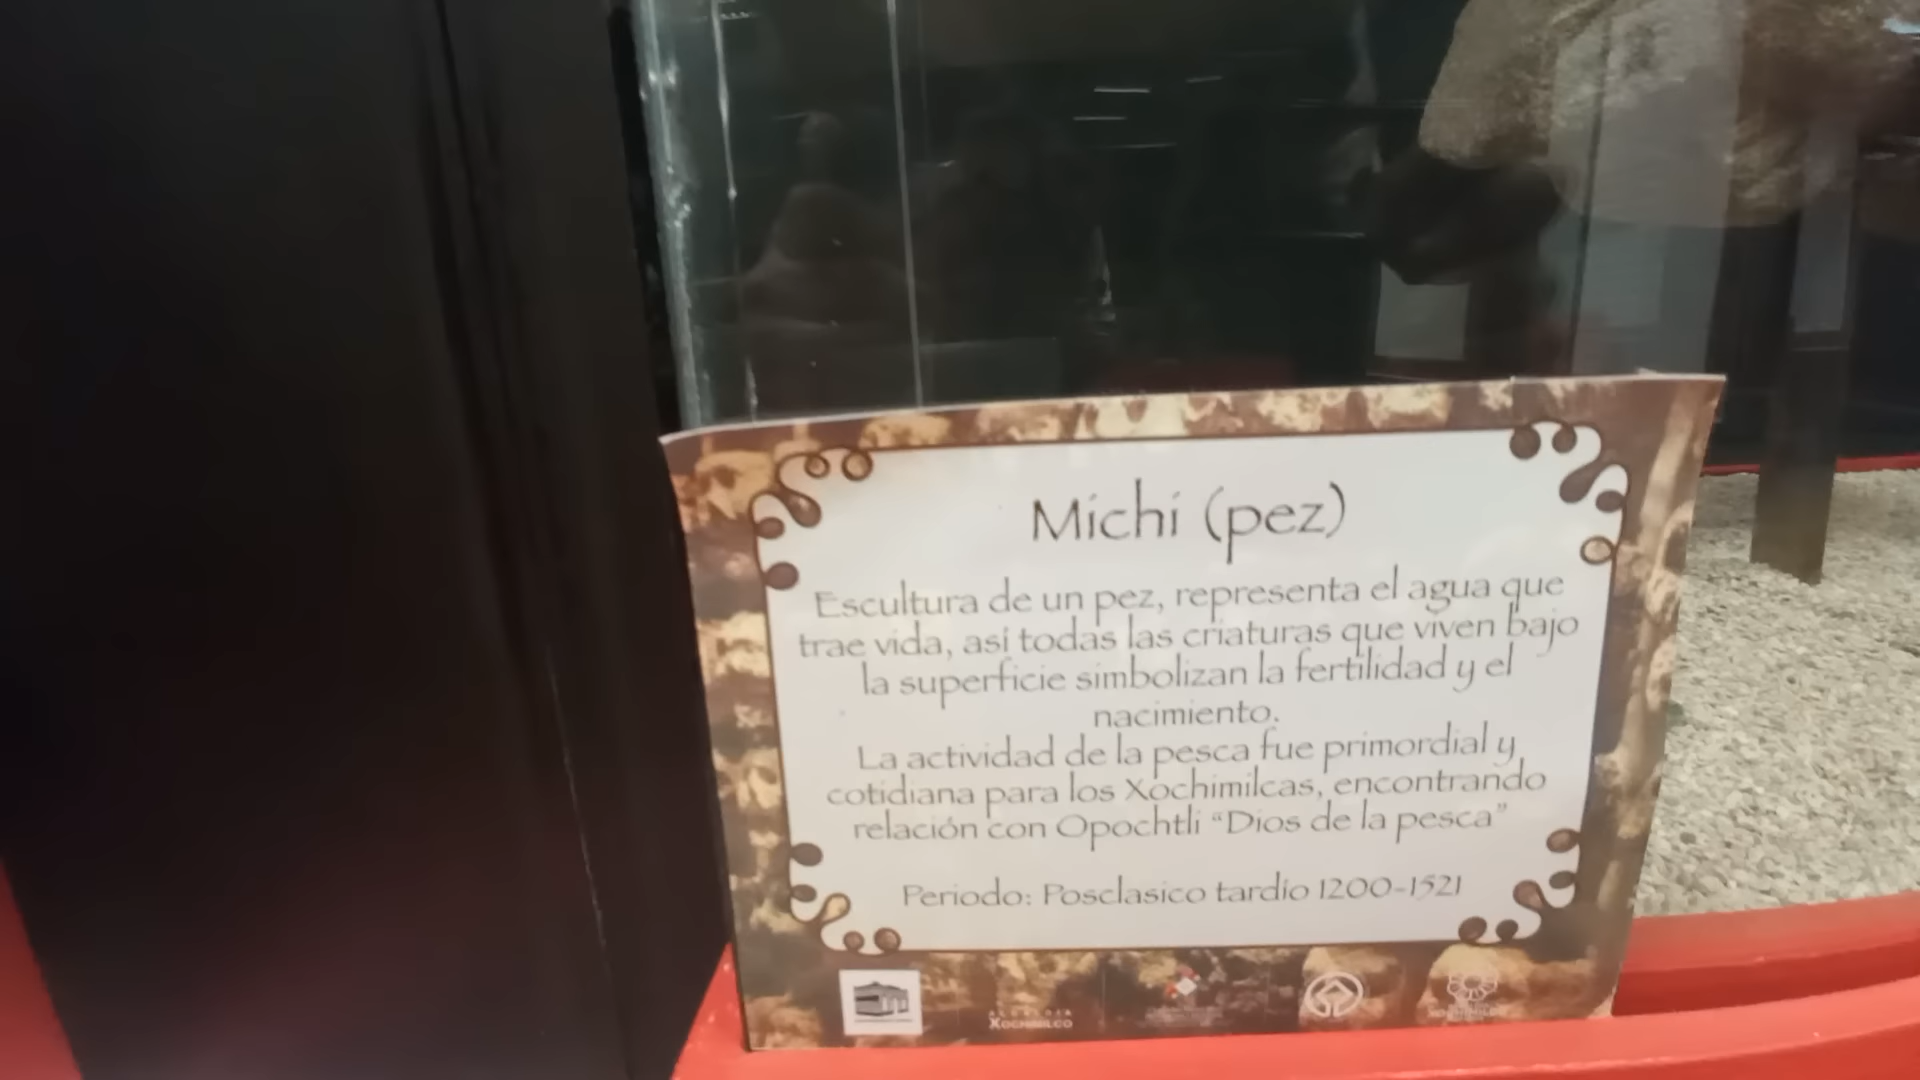 Michi (pez)
Escultura de un pez, representa el agua que
trae vida, así todas las criaturas que viven bajo
la superficie simbolizan la fertilidad y el
nacimiento.
La actividad de la pesca fue primordial y
cotidiana para los Xochimilcas, encontrando
relación con Opochtli “Dios de la pesca”
Periodo: Posclasico tardio 1200-1521
XOCHIMILCO